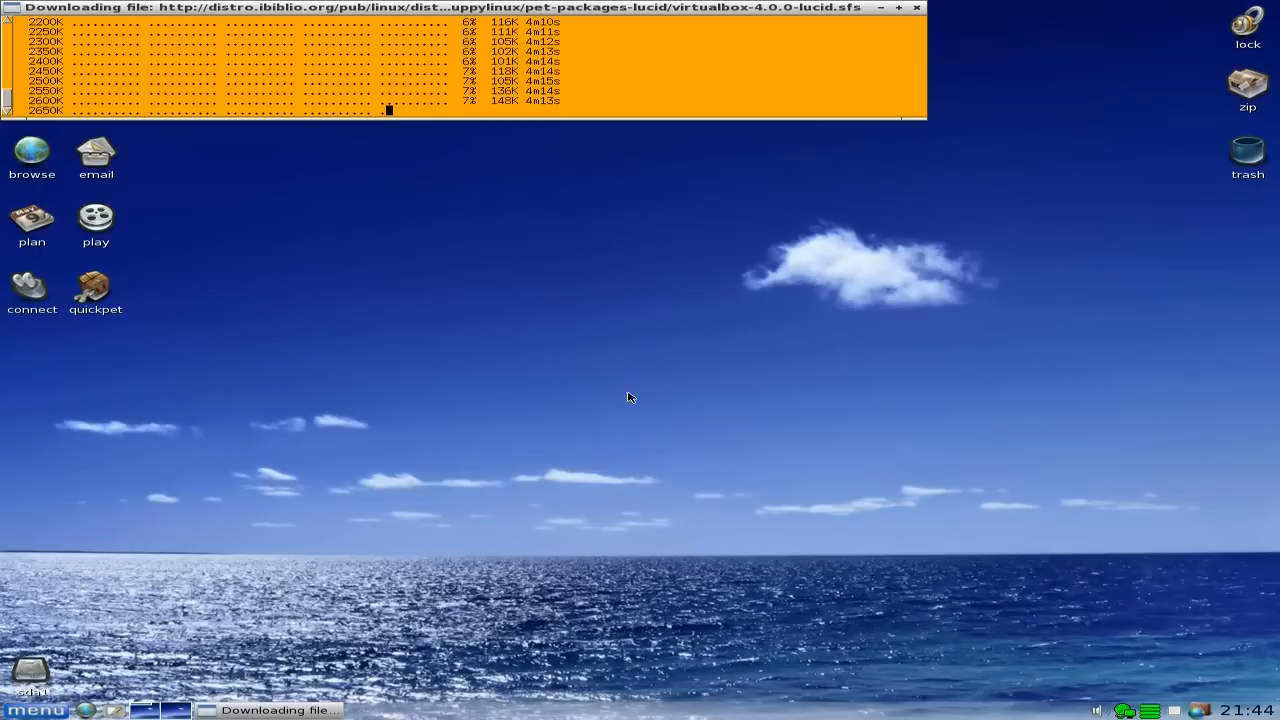 Downloading file: http://distro.ibiblio.org/pub/linux/dist...uppylinux/pet-packages-lucid/virtualbox-4.0.0-lucid.sfs
2200K .......... .......... .......... .......... .......... 6% 116K 4m10s
2250K .......... .......... .......... .......... .......... 6% 111K 4m11s
2300K .......... .......... .......... .......... .......... 6% 105K 4m12s
2350K .......... .......... .......... .......... .......... 6% 102K 4m13s
2400K .......... .......... .......... .......... .......... 6% 101K 4m14s
2450K .......... .......... .......... .......... .......... 7% 118K 4m14s
2500K .......... .......... .......... .......... .......... 7% 105K 4m15s
2550K .......... .......... .......... .......... .......... 7% 136K 4m14s
2600K .......... .......... .......... .......... .......... 7% 148K 4m13s
2650K .......... .......... .......... .......... .
lock
zip
trash
browse
email
plan
play
connect
quickpet
sda1
menu
Downloading file...
21:44